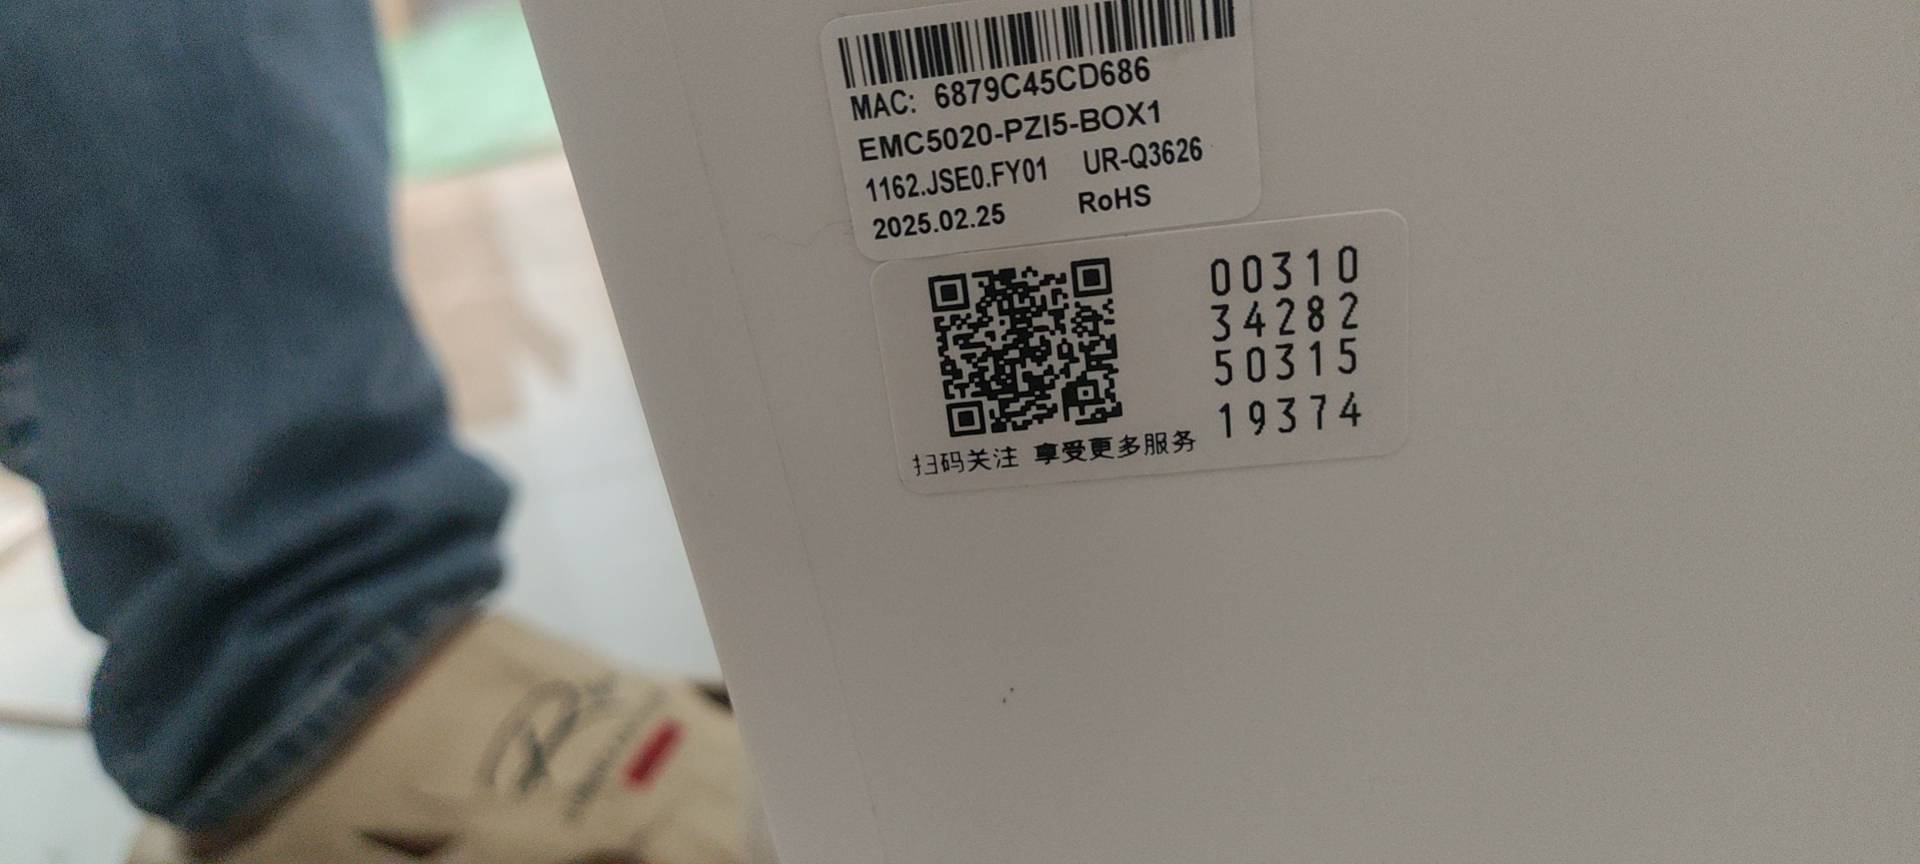 MAC: 6879C45CD686
EMC5020-PZI5-BOX1
1162.JSE0.FY01 UR-Q3626
2025.02.25 RoHS
00310
34282
50315
19374
扫码关注 享受更多服务